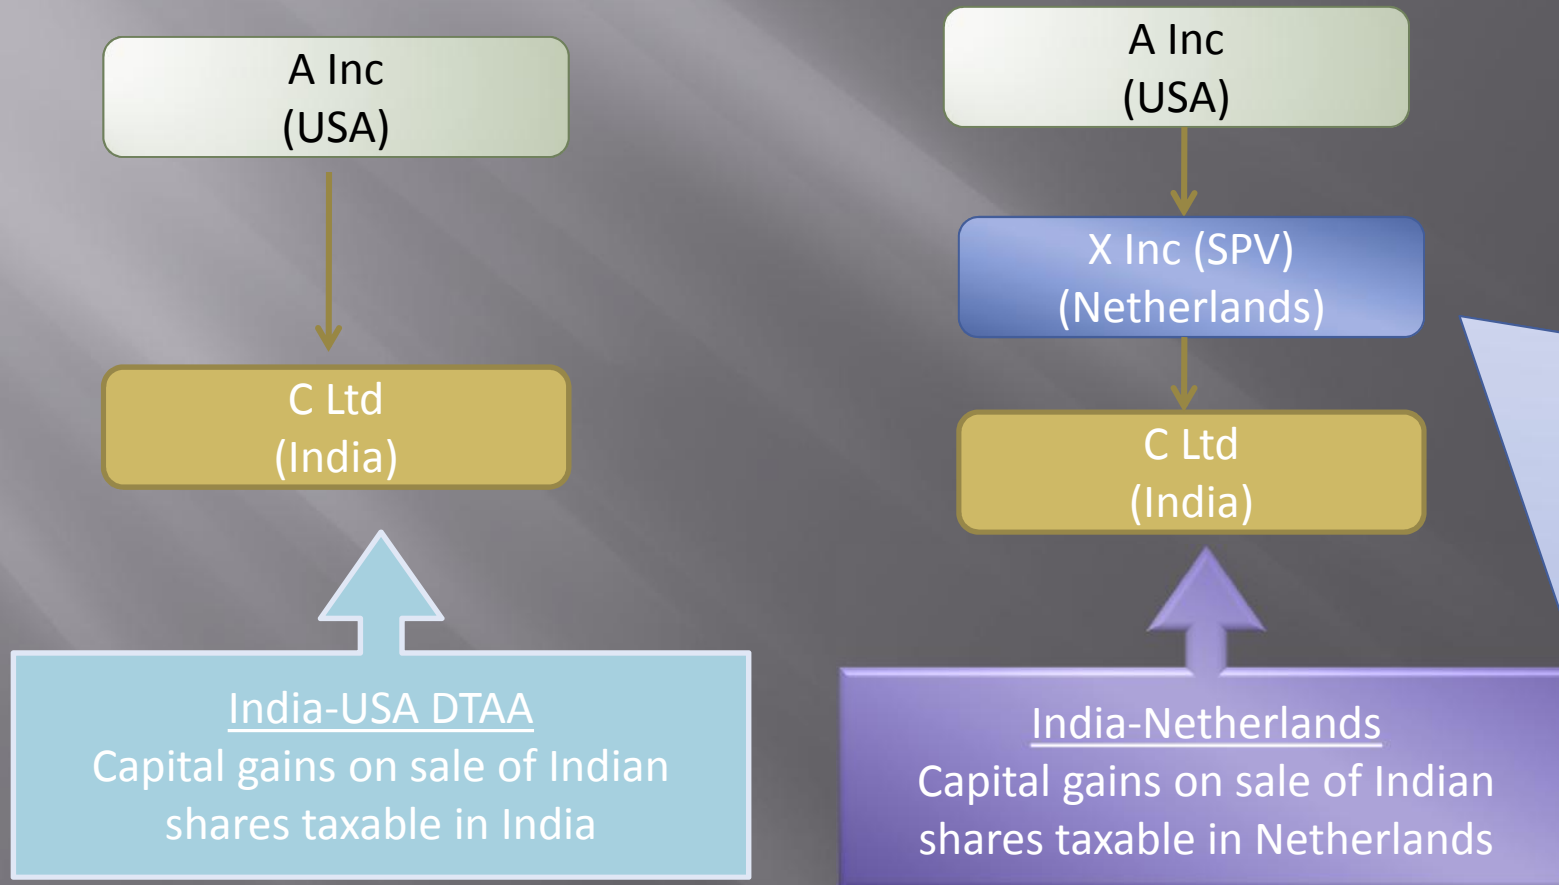 A Inc
(USA)
C Ltd
(India)
India-USA DTAA
Capital gains on sale of Indian
shares taxable in India
A Inc
(USA)
X Inc (SPV)
(Netherlands)
C Ltd
(India)
India-Netherlands
Capital gains on sale of Indian
shares taxable in Netherlands